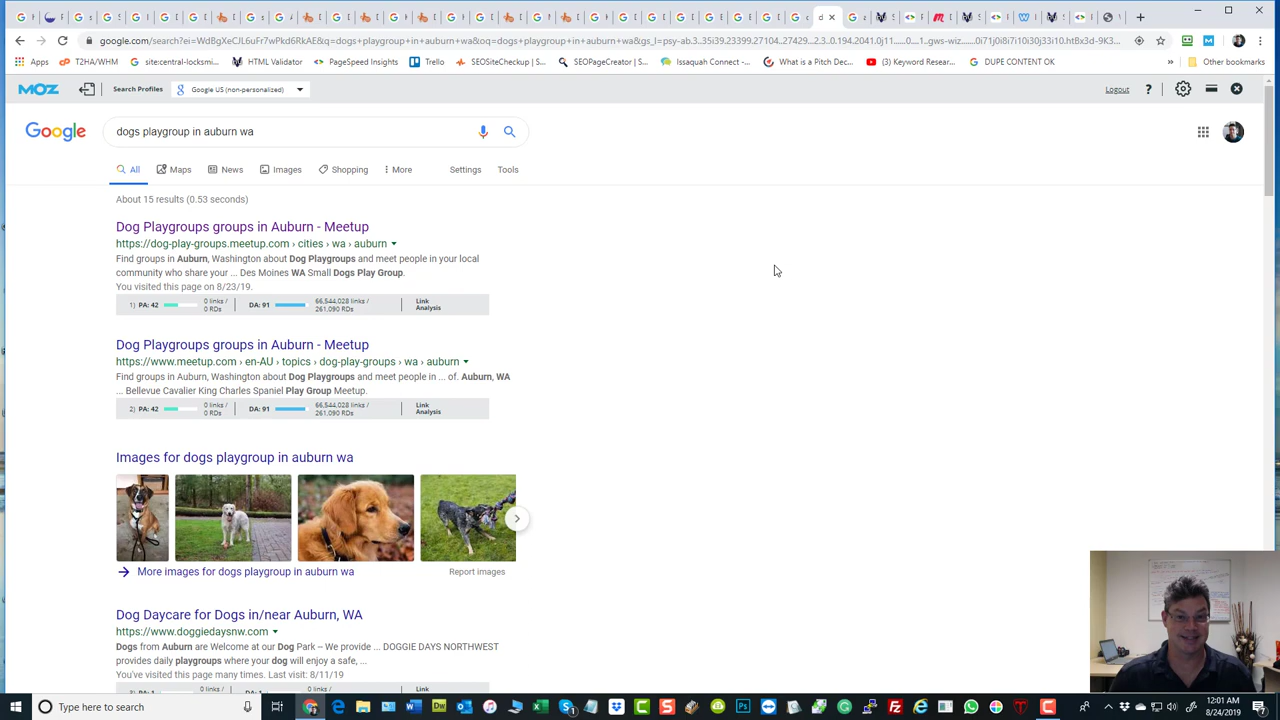 google.com/search?ei=WdBgXeCJL6uFr7wPkd6RkAE&q=dogs+playgroup+in+auburn+wa&oq=dogs+playgroup+in+auburn+wa&gs_l=psy-ab.3..35i39.23399.27104..27429...2.3..0.194.2041.0j11......0....1..gws-wiz.......0i71j0i8i7i10i30j33i10.htBx3d-9K3...
Apps
T2HA/WHM
site:central-locksmi...
HTML Validator
PageSpeed Insights
Trello
SEOSiteCheckup | S...
SEOPageCreator | S...
Issaquah Connect -...
What is a Pitch Dec...
(3) Keyword Resear...
DUPE CONTENT OK
»
Other bookmarks
MOZ
Search Profiles
Google US (non-personalized)
Logout
?
Google
dogs playgroup in auburn wa
All
Maps
News
Images
Shopping
More
Settings
Tools
About 15 results (0.53 seconds)
Dog Playgroups groups in Auburn - Meetup
https://dog-play-groups.meetup.com › cities › wa › auburn
Find groups in Auburn, Washington about Dog Playgroups and meet people in your local
community who share your ... Des Moines WA Small Dogs Play Group.
You visited this page on 8/23/19.
1) PA: 42 0 links / 0 RDs DA: 91 66,544,028 links / 261,090 RDs Link Analysis
Dog Playgroups groups in Auburn - Meetup
https://www.meetup.com › en-AU › topics › dog-play-groups › wa › auburn
Find groups in Auburn, Washington about Dog Playgroups and meet people in ... of. Auburn, WA
... Bellevue Cavalier King Charles Spaniel Play Group Meetup.
2) PA: 42 0 links / 0 RDs DA: 91 66,544,028 links / 261,090 RDs Link Analysis
Images for dogs playgroup in auburn wa
More images for dogs playgroup in auburn wa
Report images
Dog Daycare for Dogs in/near Auburn, WA
https://www.doggiedaysnw.com
Dogs from Auburn are Welcome at our Dog Park -- We provide ... DOGGIE DAYS NORTHWEST
provides daily playgroups where your dog will enjoy a safe, ...
You've visited this page many times. Last visit: 8/11/19
3) PA: 1 0 links / DA: 1 0 links / Link
Type here to search
12:01 AM
8/24/2019